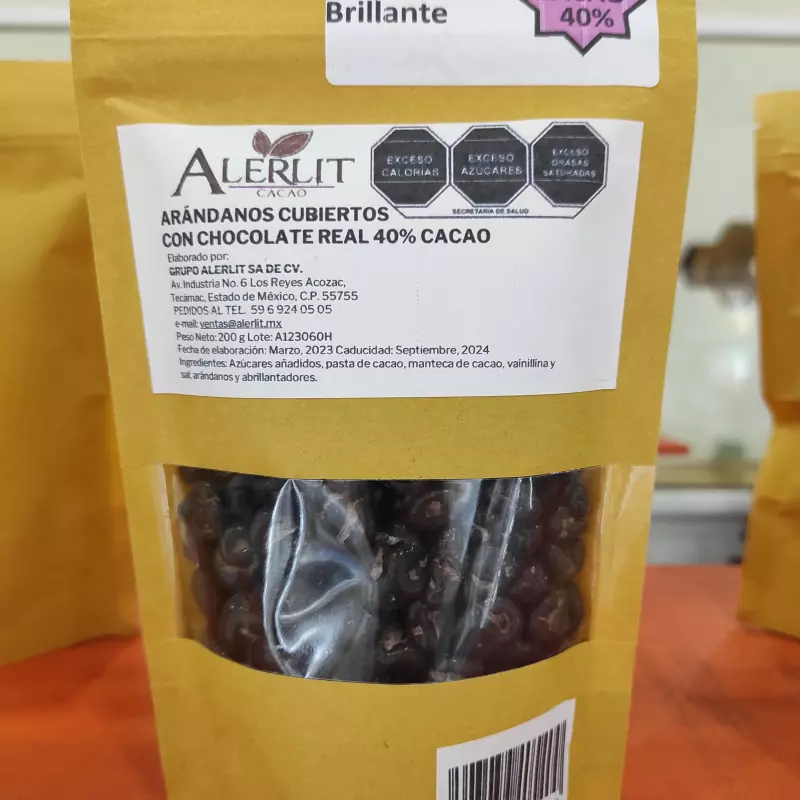 Brillante
40%
ALERLIT
CACAO
EXCESO
CALORÍAS
EXCESO
AZÚCARES
EXCESO
GRASAS
SATURADAS
SECRETARÍA DE SALUD
ARÁNDANOS CUBIERTOS
CON CHOCOLATE REAL 40% CACAO
Elaborado por:
GRUPO ALERLIT SA DE CV.
Av. Industria No. 6 Los Reyes Acozac,
Tecámac, Estado de México, C.P. 55755
PEDIDOS AL TEL. 59 6 924 05 05
e-mail: ventas@alerlit.mx
Peso Neto: 200 g Lote: A123060H
Fecha de elaboración: Marzo, 2023 Caducidad: Septiembre, 2024
Ingredientes: Azúcares añadidos, pasta de cacao, manteca de cacao, vainillina y
sal, arándanos y abrillantadores.